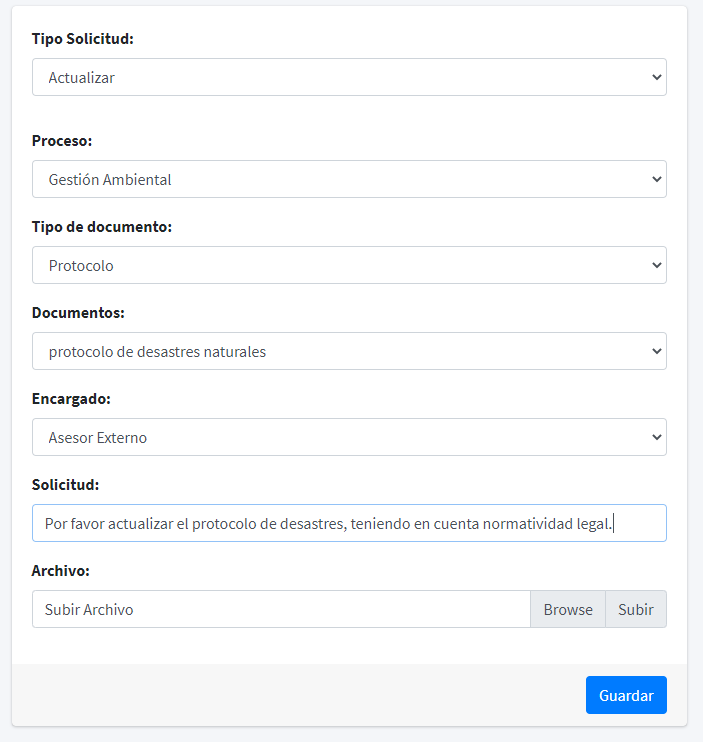 Tipo Solicitud:
Actualizar
Proceso:
Gestión Ambiental
Tipo de documento:
Protocolo
Documentos:
protocolo de desastres naturales
Encargado:
Asesor Externo
Solicitud:
Por favor actualizar el protocolo de desastres, teniendo en cuenta normatividad legal.
Archivo:
Subir Archivo Browse Subir
Guardar